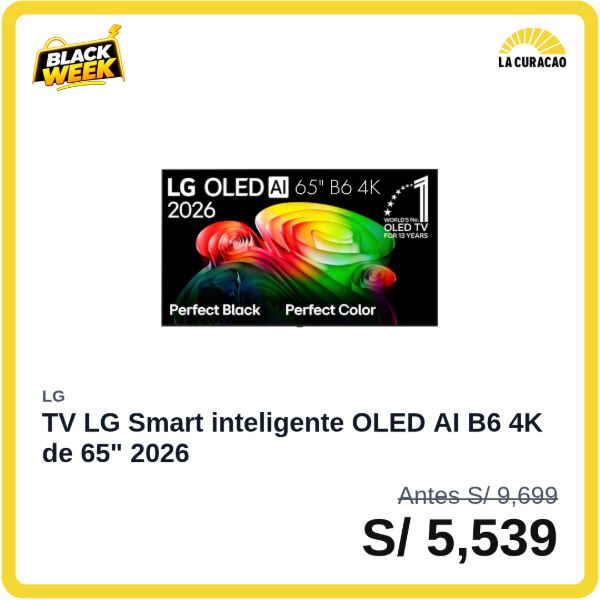 BLACK
WEEK
LA CURACAO
LG OLED AI 65" B6 4K
2026
1
WORLD'S No.1
OLED TV
FOR 13 YEARS
Perfect Black Perfect Color
LG
TV LG Smart inteligente OLED AI B6 4K
de 65" 2026
Antes S/ 9,699
S/ 5,539